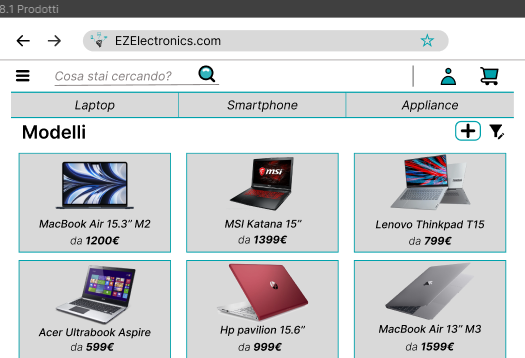 8.1 Prodotti
EZElectronics.com
Cosa stai cercando?
Laptop Smartphone Appliance
Modelli
msi
MacBook Air 15.3” M2 MSI Katana 15” Lenovo Thinkpad T15
da 1200€ da 1399€ da 799€
Acer Ultrabook Aspire Hp pavilion 15.6” MacBook Air 13” M3
da 599€ da 999€ da 1599€